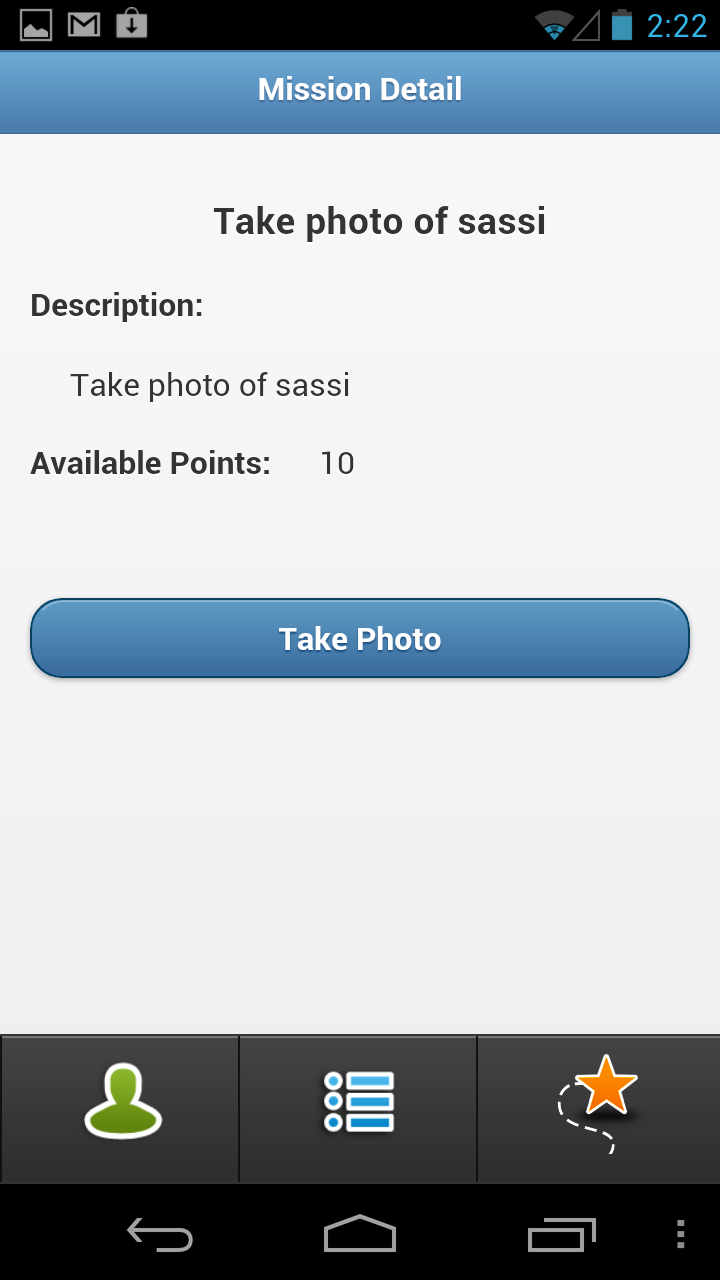 2:22
Mission Detail
Take photo of sassi
Description:
Take photo of sassi
Available Points: 10
Take Photo